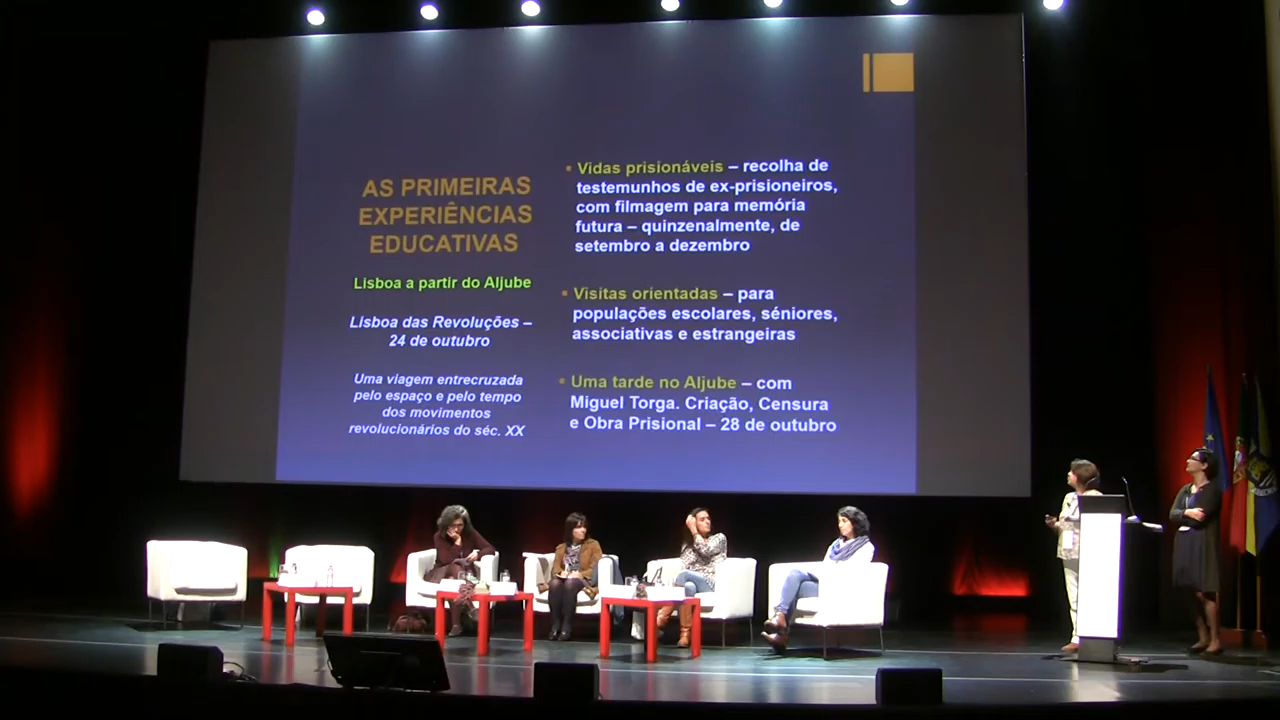 AS PRIMEIRAS
EXPERIÊNCIAS
EDUCATIVAS
Lisboa a partir do Aljube
Lisboa das Revoluções –
24 de outubro
Uma viagem entrecruzada
pelo espaço e pelo tempo
dos movimentos
revolucionários do séc. XX
▪ Vidas prisionáveis – recolha de
testemunhos de ex-prisioneiros,
com filmagem para memória
futura – quinzenalmente, de
setembro a dezembro
▪ Visitas orientadas – para
populações escolares, séniores,
associativas e estrangeiras
▪ Uma tarde no Aljube – com
Miguel Torga. Criação, Censura
e Obra Prisional – 28 de outubro